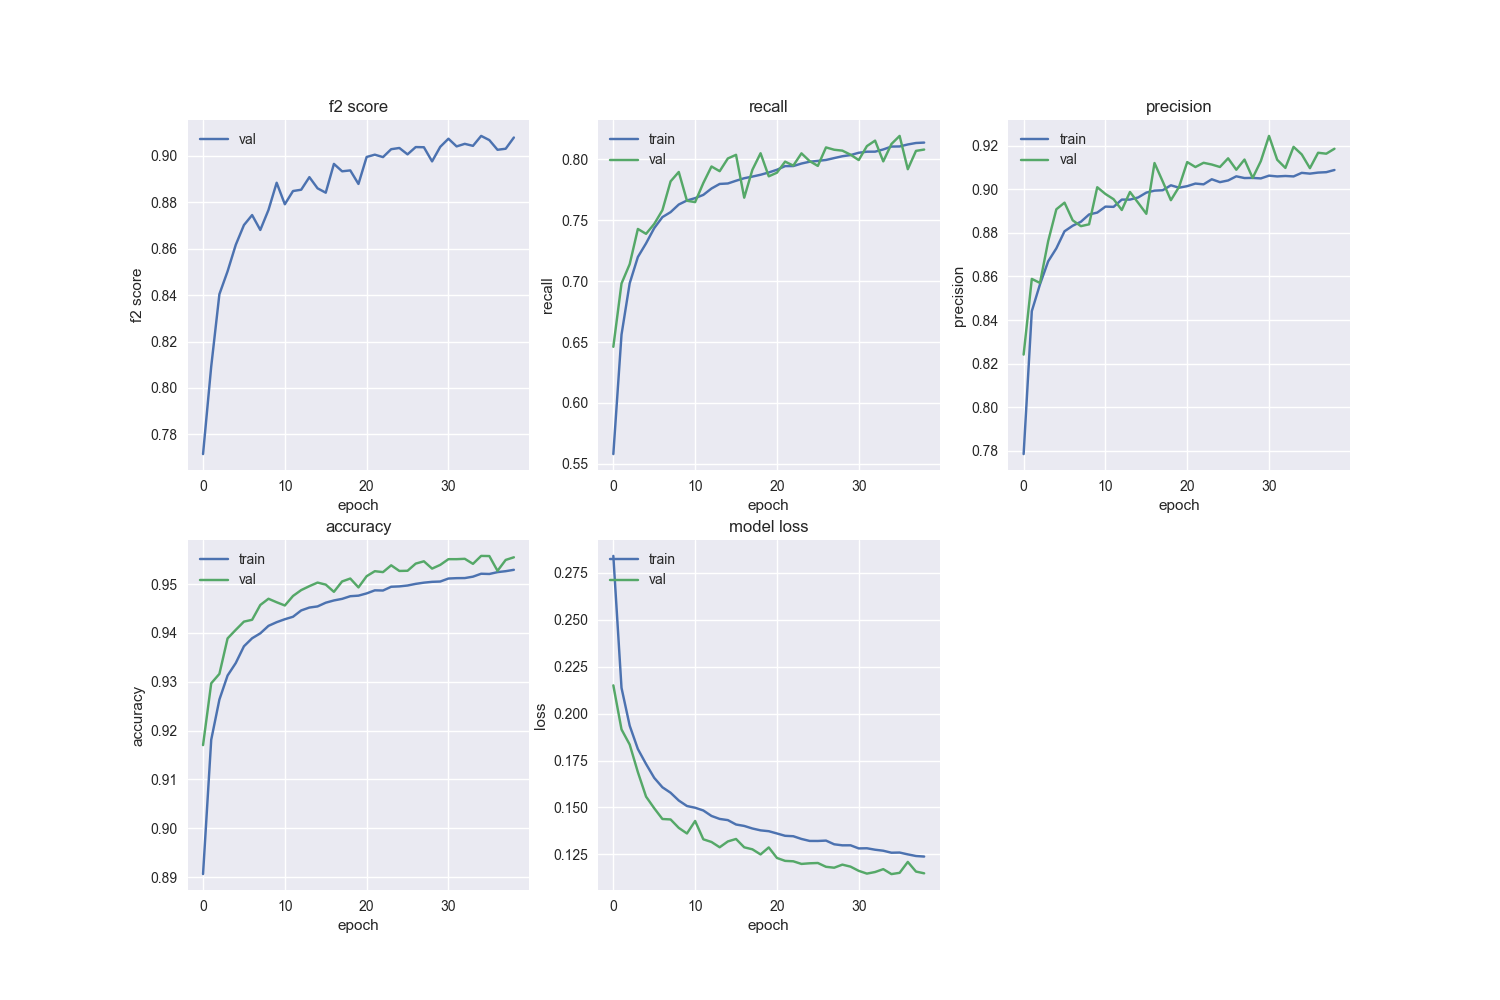 f2 score
val
f2 score
0.90
0.88
0.86
0.84
0.82
0.80
0.78
0 10 20 30
epoch
recall
train
val
recall
0.80
0.75
0.70
0.65
0.60
0.55
0 10 20 30
epoch
precision
train
val
precision
0.92
0.90
0.88
0.86
0.84
0.82
0.80
0.78
0 10 20 30
epoch
accuracy
train
val
accuracy
0.95
0.94
0.93
0.92
0.91
0.90
0.89
0 10 20 30
epoch
model loss
train
val
loss
0.275
0.250
0.225
0.200
0.175
0.150
0.125
0 10 20 30
epoch